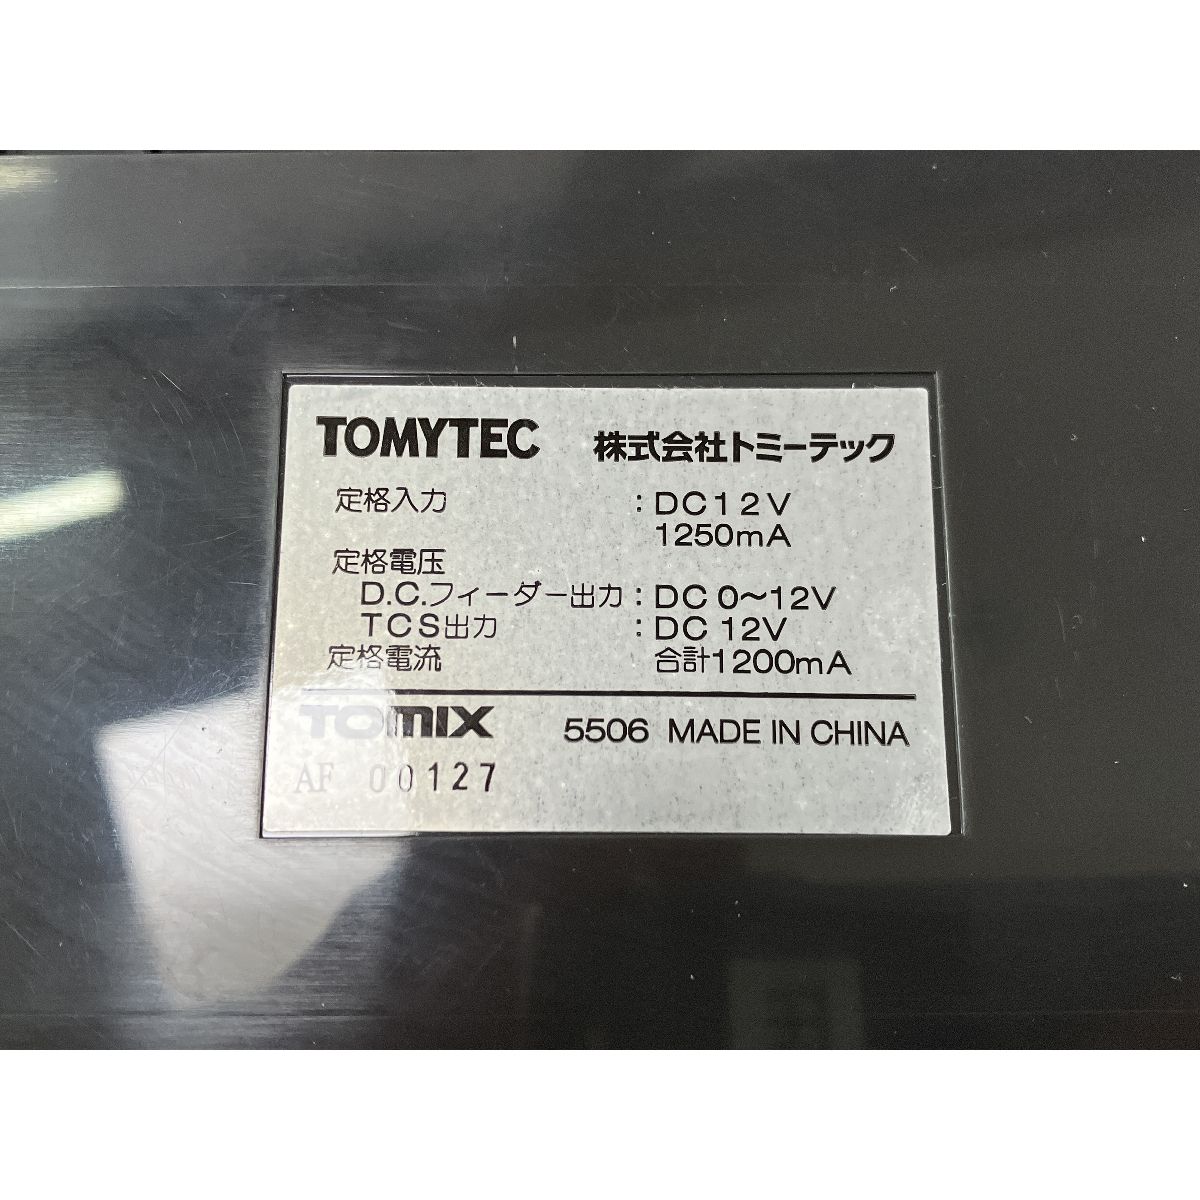 TOMYTEC 株式会社トミーテック
定格入力 : DC12V
1250mA
定格電圧
D.C.フィーダー出力 : DC 0〜12V
TCS出力 : DC 12V
定格電流 合計1200mA
TOMIX 5506 MADE IN CHINA
AF 00127